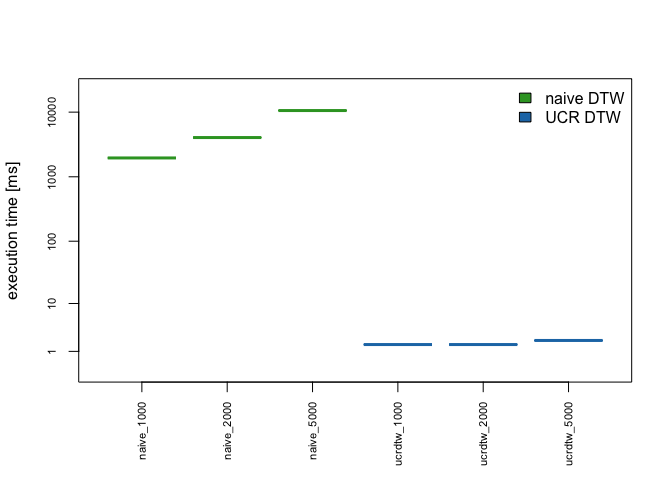 naive DTW
UCR DTW
execution time [ms]
10000
1000
100
10
1
naive_1000
naive_2000
naive_5000
ucrdtw_1000
ucrdtw_2000
ucrdtw_5000